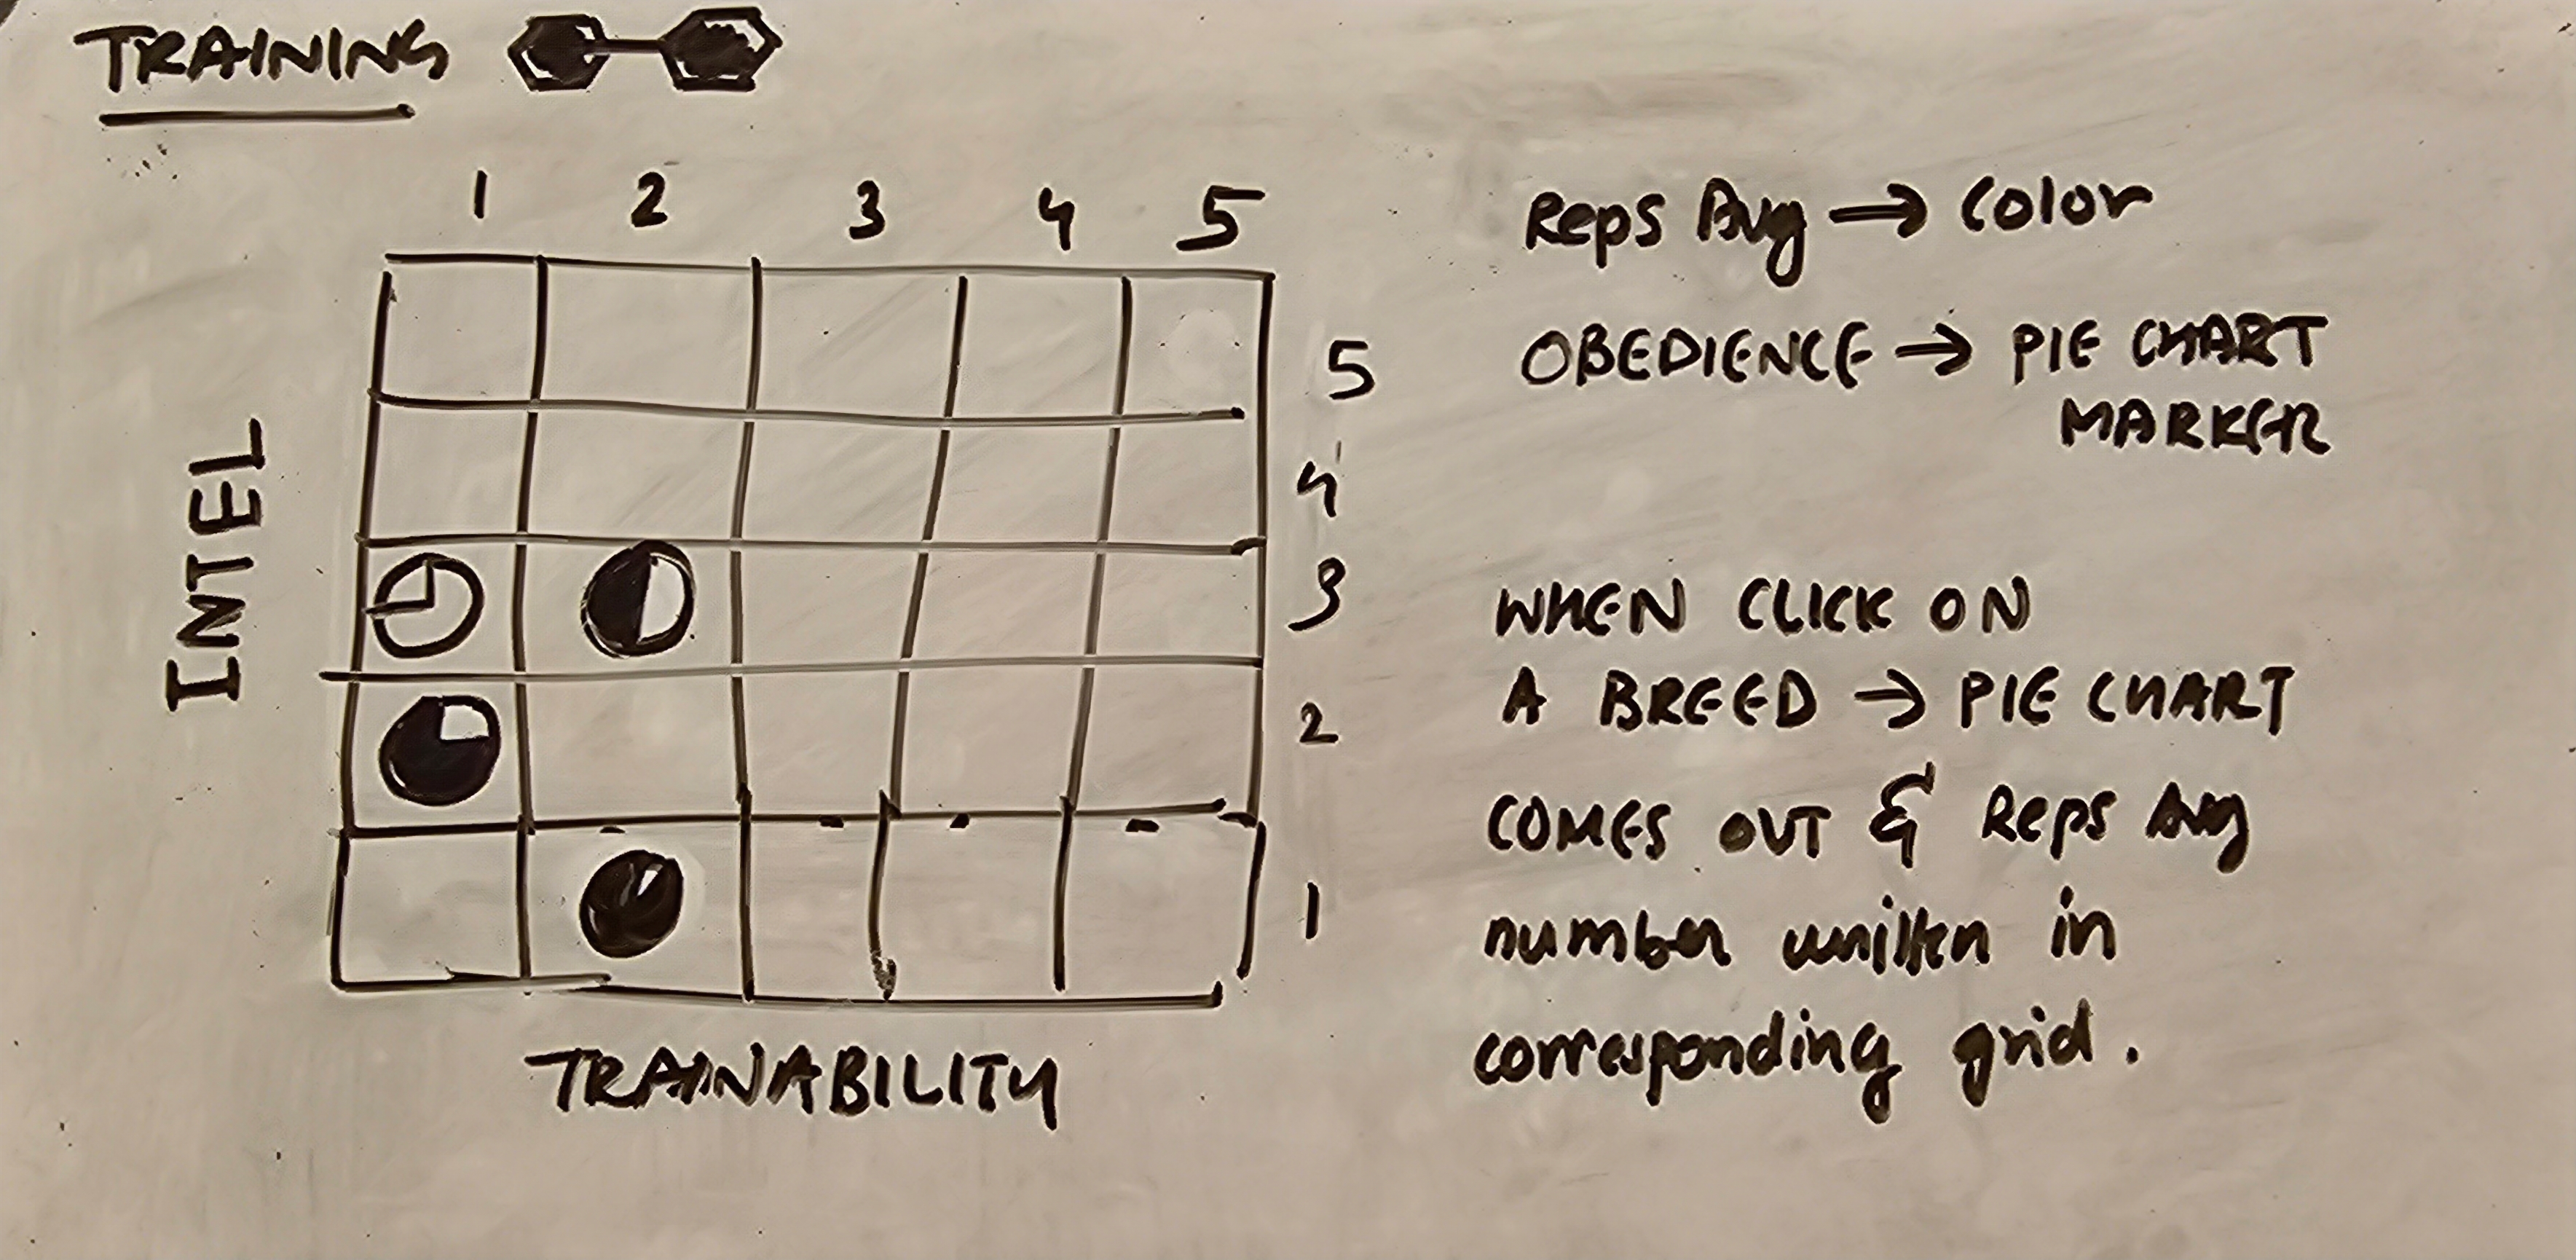 TRAINING
1 2 3 4 5
Reps Avg → Color
5
OBEDIENCE → PIE CHART
MARKER
4
INTEL
3
WHEN CLICK ON
2
A BREED → PIE CHART
COMES OUT & Reps Avg
1
number written in
corresponding grid.
TRAINABILITY